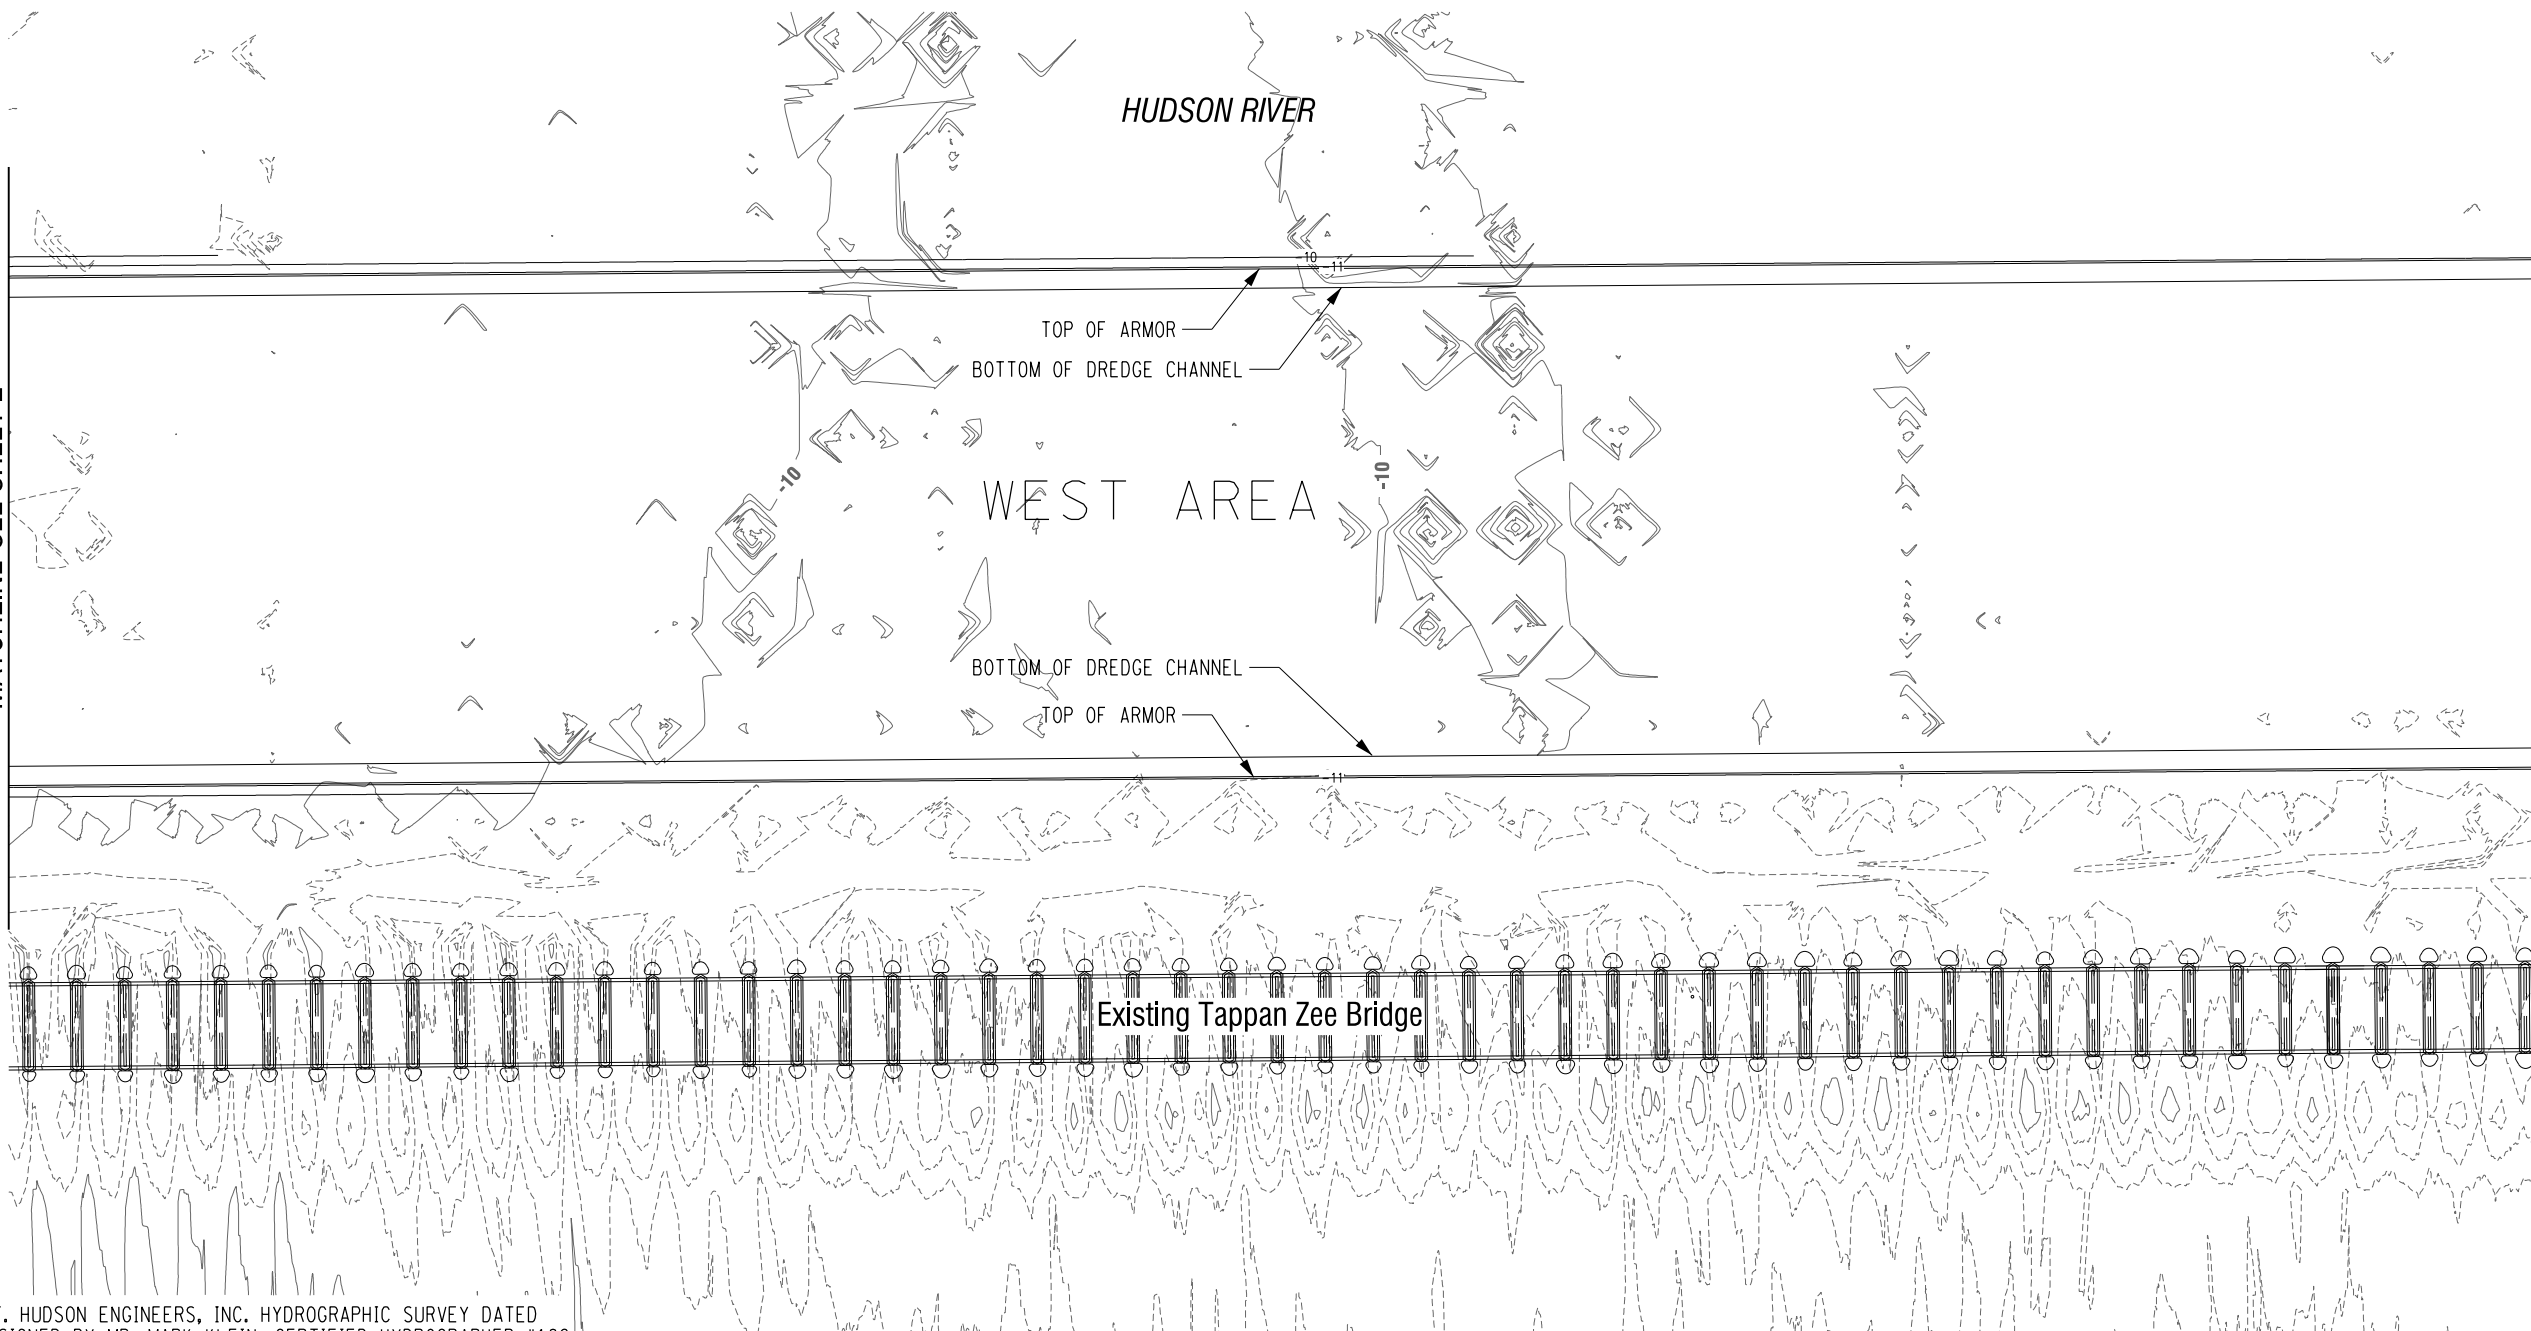 HUDSON RIVER
-10
-11
TOP OF ARMOR
BOTTOM OF DREDGE CHANNEL
-10
-10
WEST AREA
BOTTOM OF DREDGE CHANNEL
TOP OF ARMOR
-11
Existing Tappan Zee Bridge
HUDSON ENGINEERS, INC. HYDROGRAPHIC SURVEY DATED